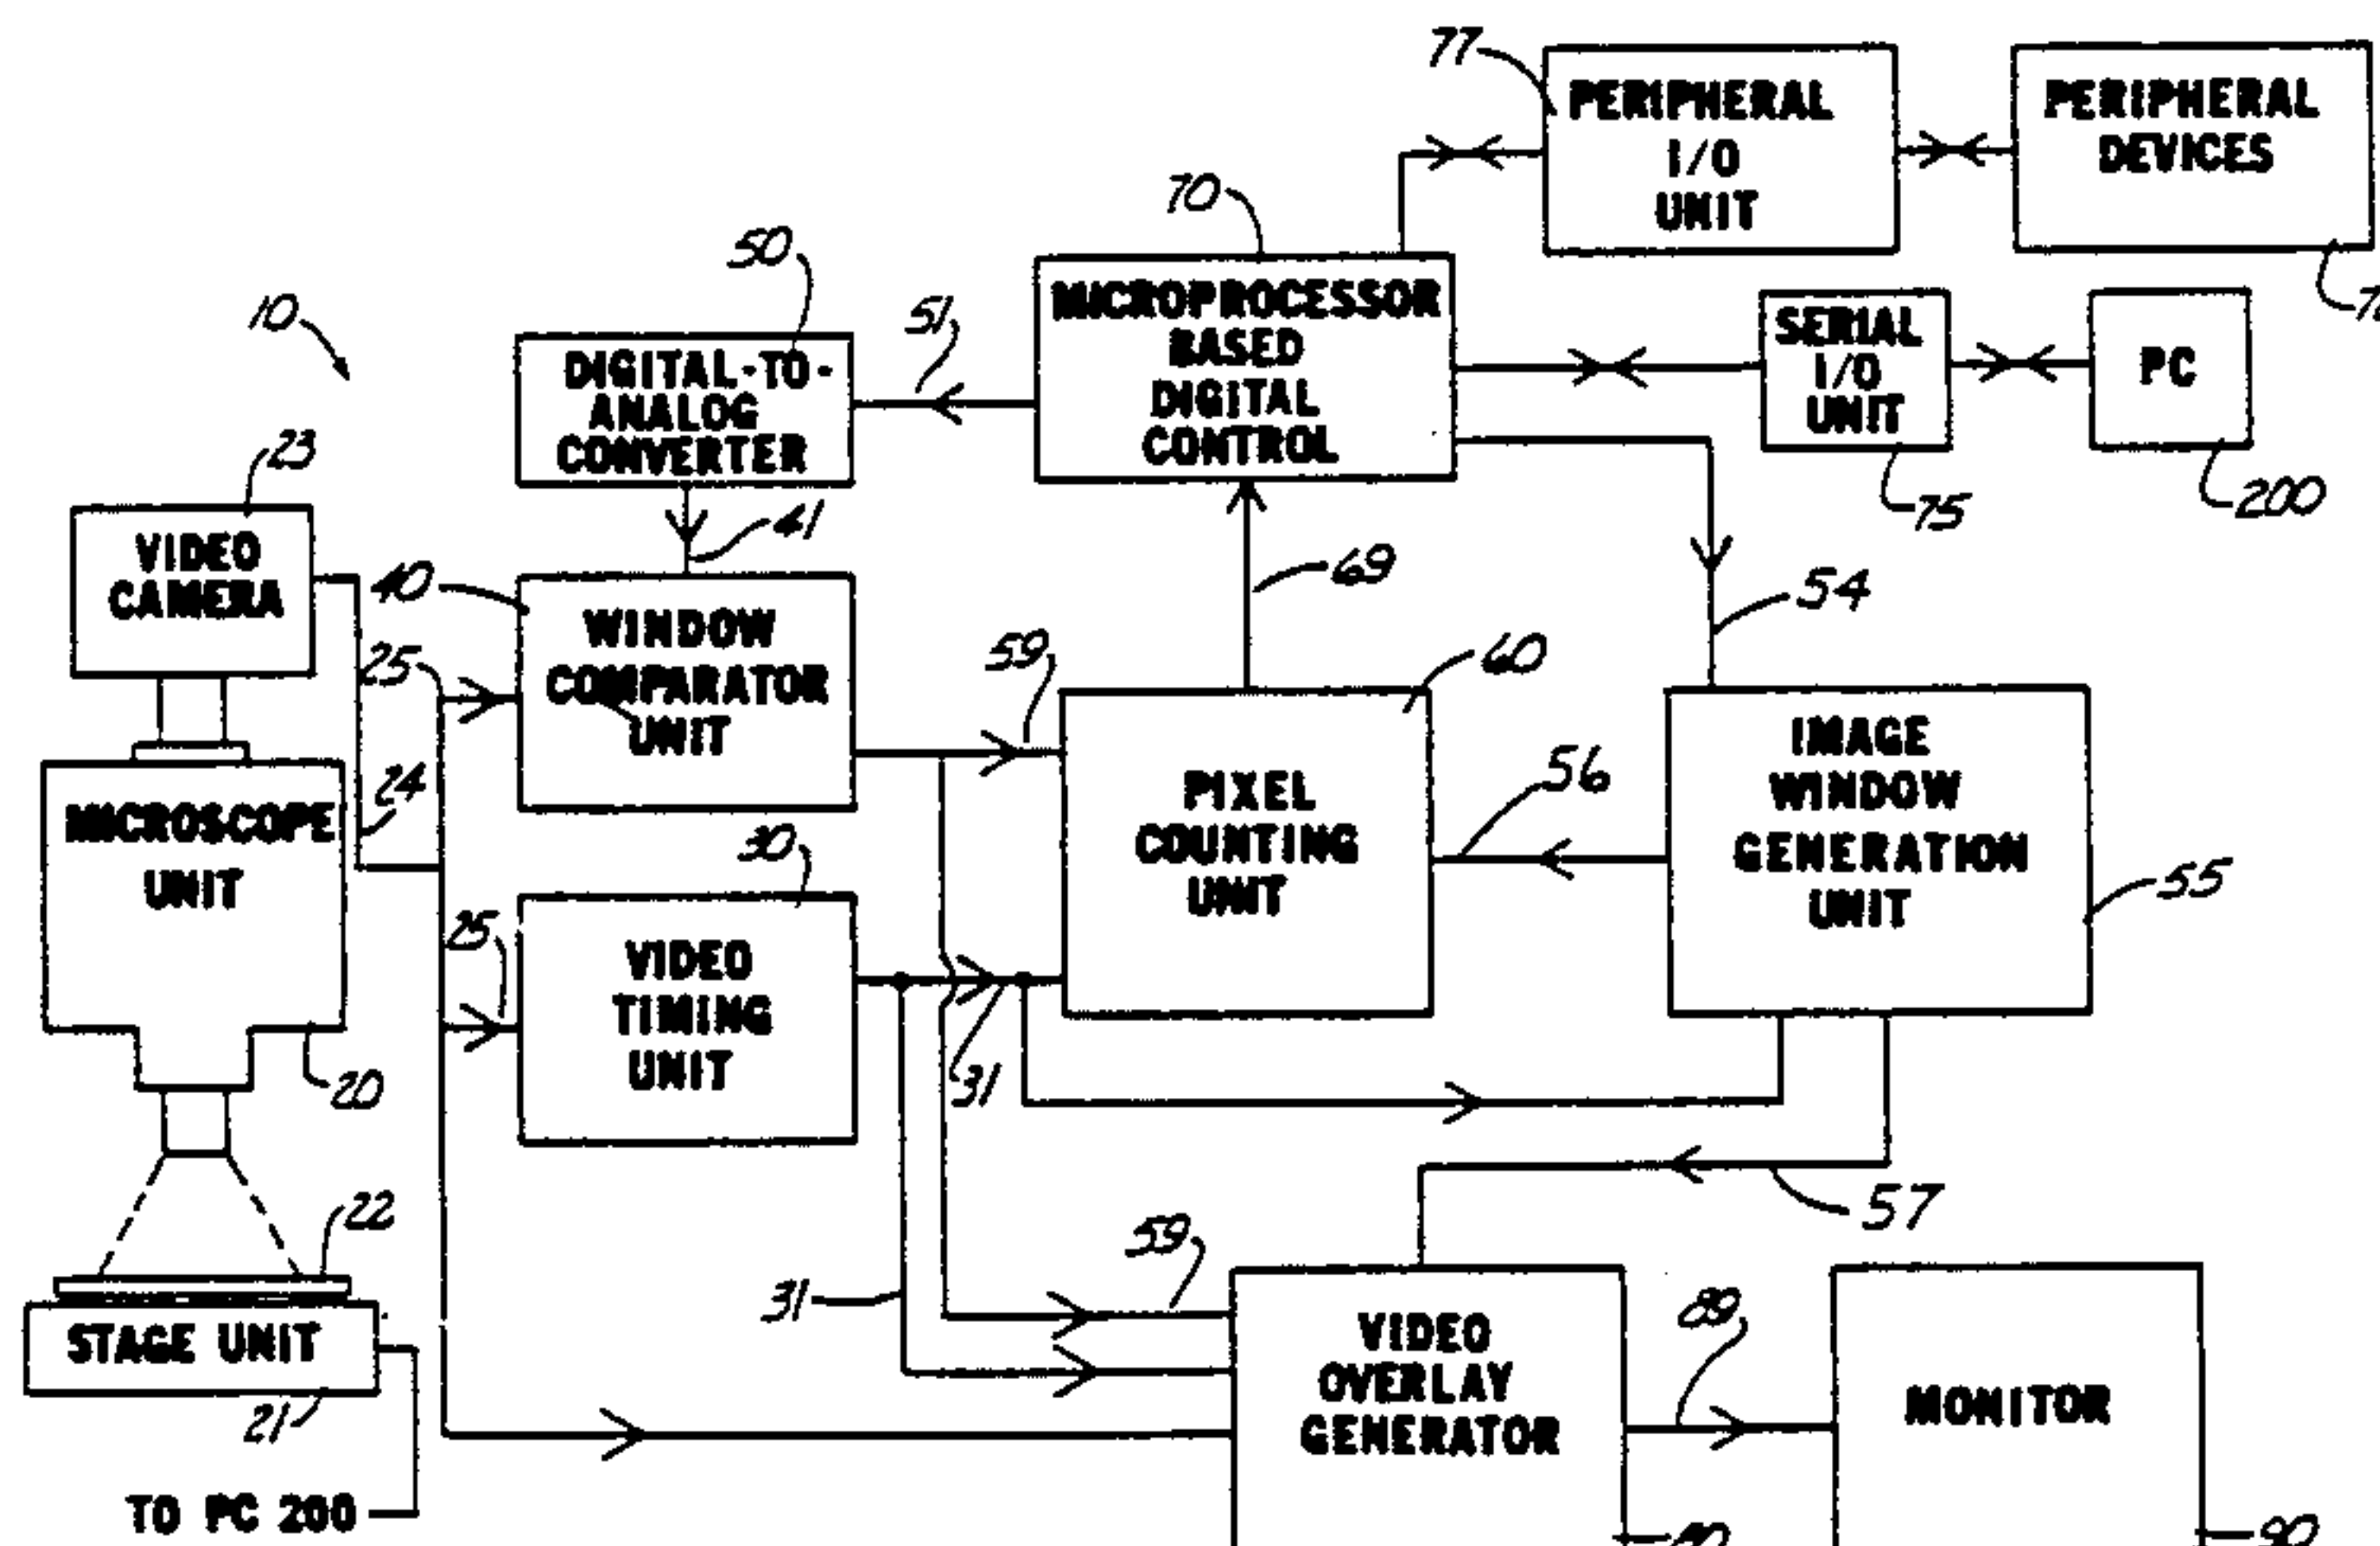 77
PERIPHERAL
I/O
UNIT
PERIPHERAL
DEVICES
70
MICROPROCESSOR
BASED
DIGITAL
CONTROL
SERIAL
I/O
UNIT
75
PC
200
10
50
DIGITAL-TO-
ANALOG
CONVERTER
51
41
23
VIDEO
CAMERA
40
WINDOW
COMPARATOR
UNIT
25
24
59
69
60
54
PIXEL
COUNTING
UNIT
56
IMAGE
WINDOW
GENERATION
UNIT
55
MICROSCOPE
UNIT
20
30
25
VIDEO
TIMING
UNIT
31
57
22
STAGE UNIT
21
TO PC 200
31
59
VIDEO
OVERLAY
GENERATOR
89
MONITOR
90